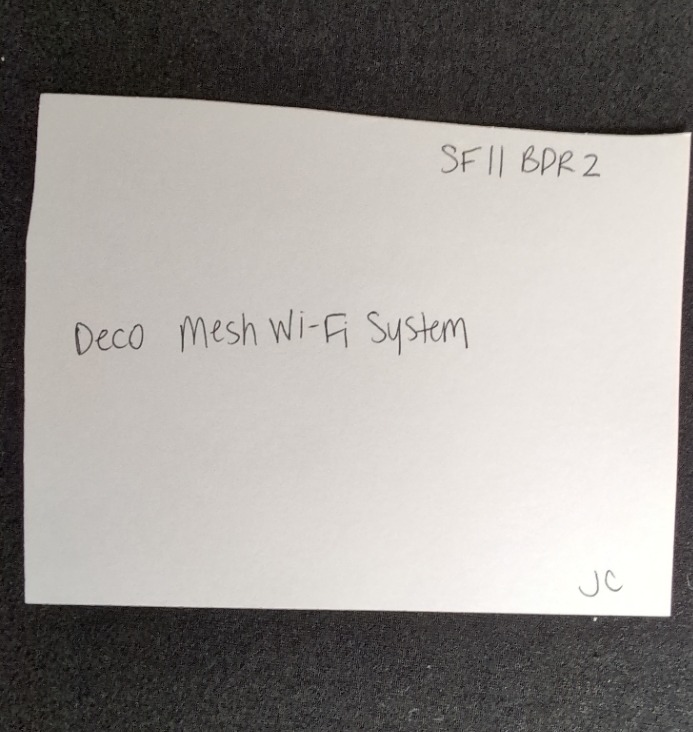 SF11 BDR2
Deco Mesh Wi-Fi System
JC